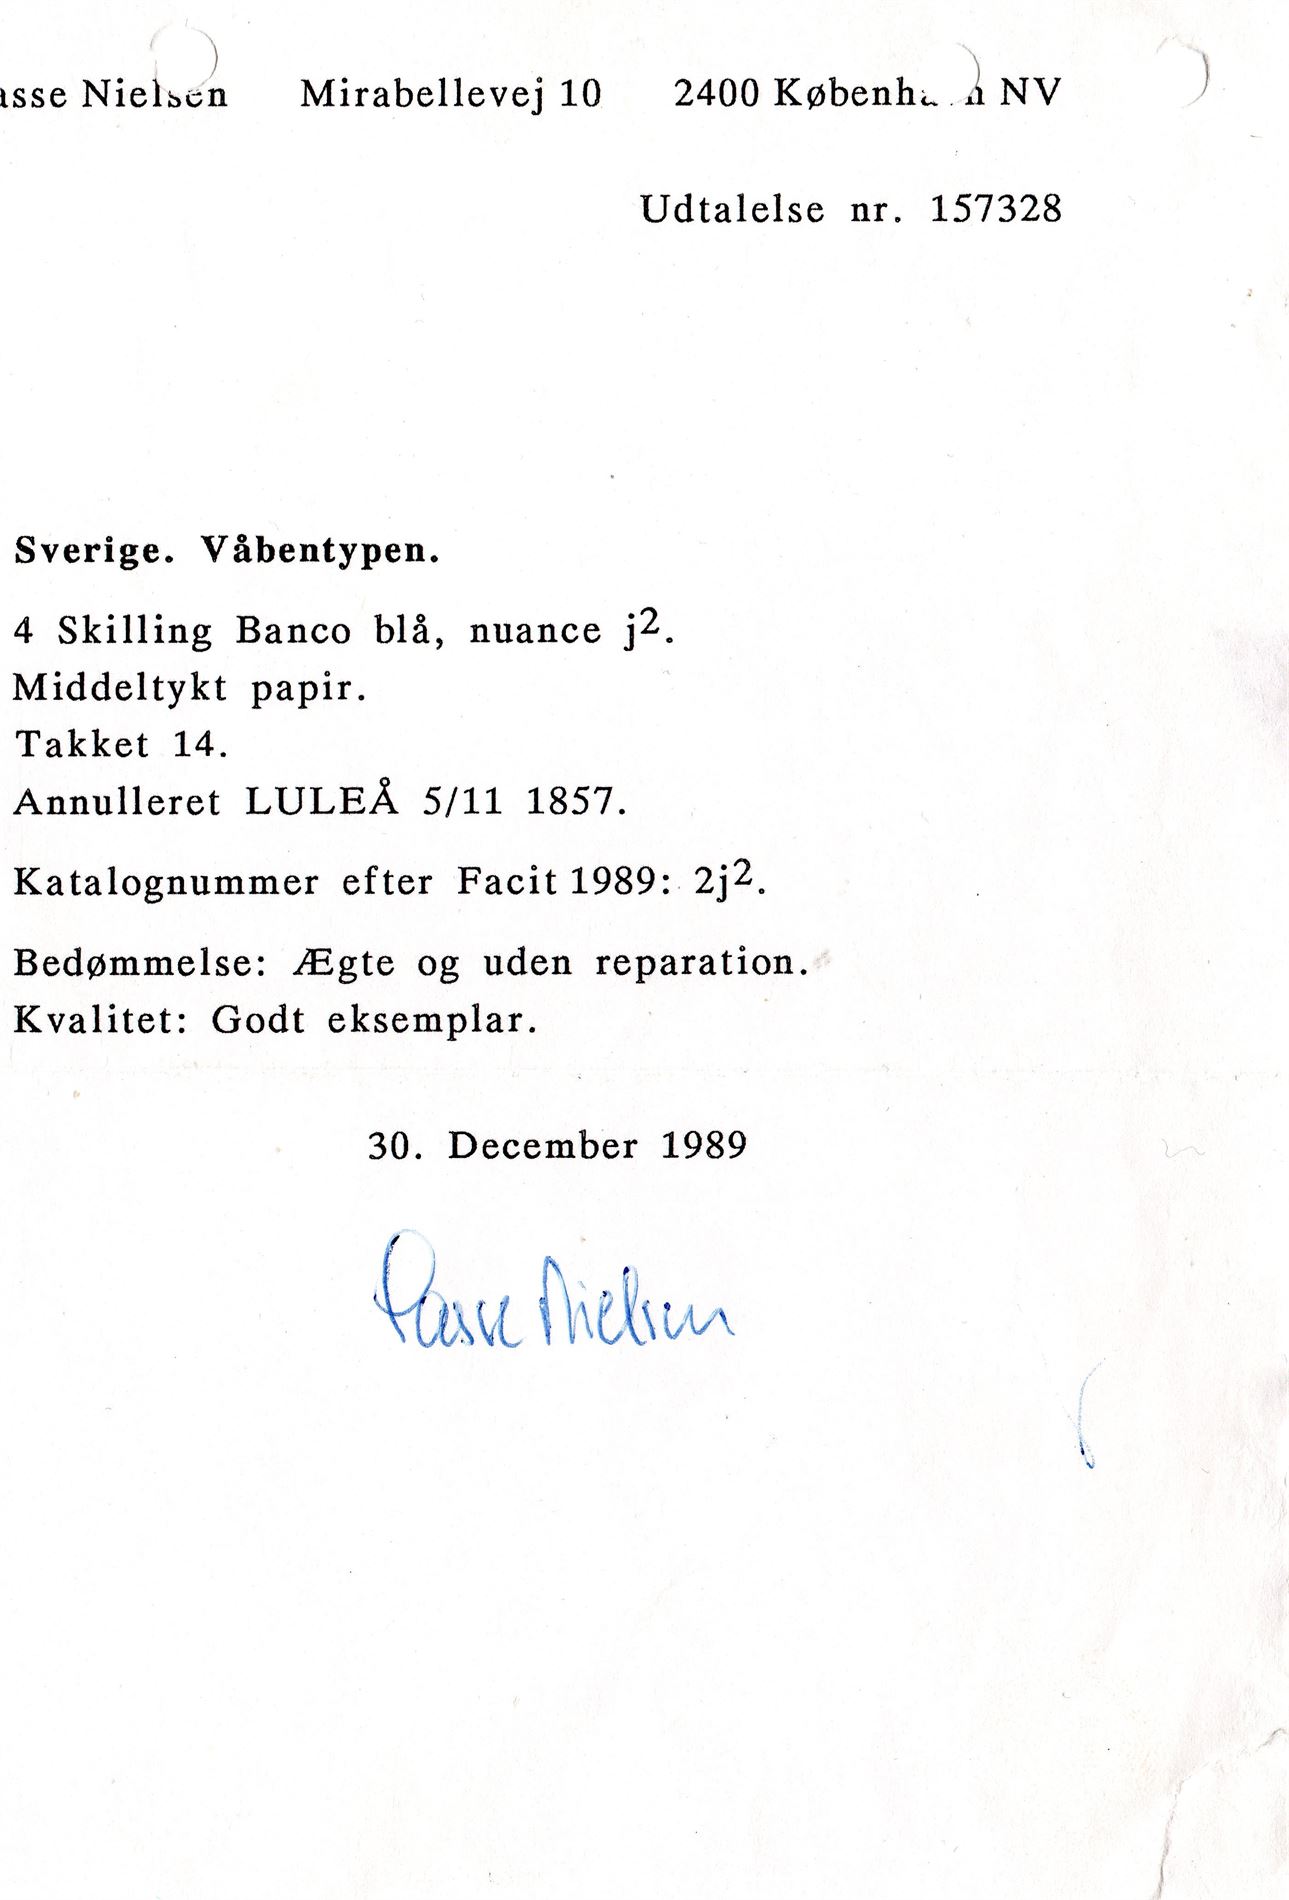 Nielsen Mirabellevej 10 2400 København NV
Udtalelse nr. 157328
Sverige. Våbentypen.
4 Skilling Banco blå, nuance j2.
Middeltykt papir.
Takket 14.
Annulleret LULEÅ 5/11 1857.
Katalognummer efter Facit 1989: 2j2.
Bedømmelse: Ægte og uden reparation.
Kvalitet: Godt eksemplar.
30. December 1989
Lasse Nielsen